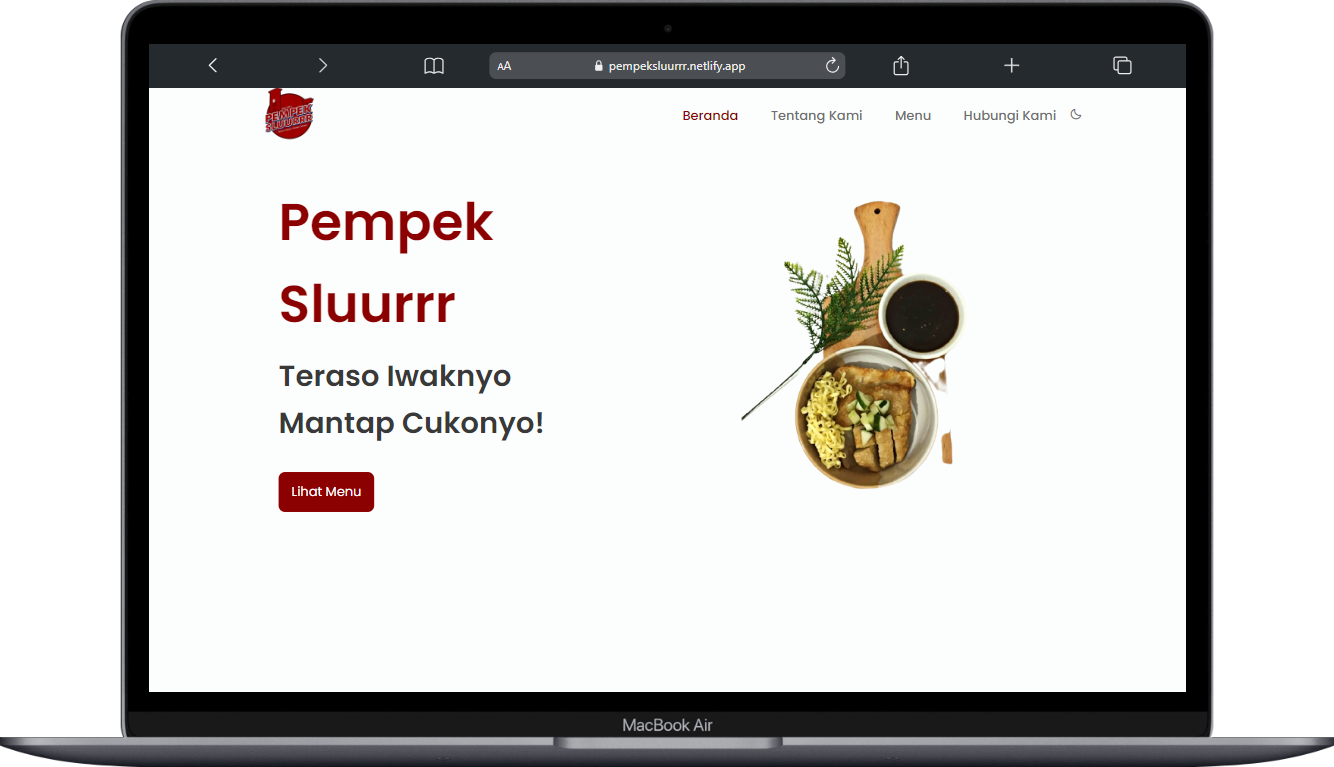 AA pempeksluurrr.netlify.app
PEMPEK
SLUURRR
Beranda Tentang Kami Menu Hubungi Kami
Pempek
Sluurrr
Teraso Iwaknyo
Mantap Cukonyo!
Lihat Menu
MacBook Air